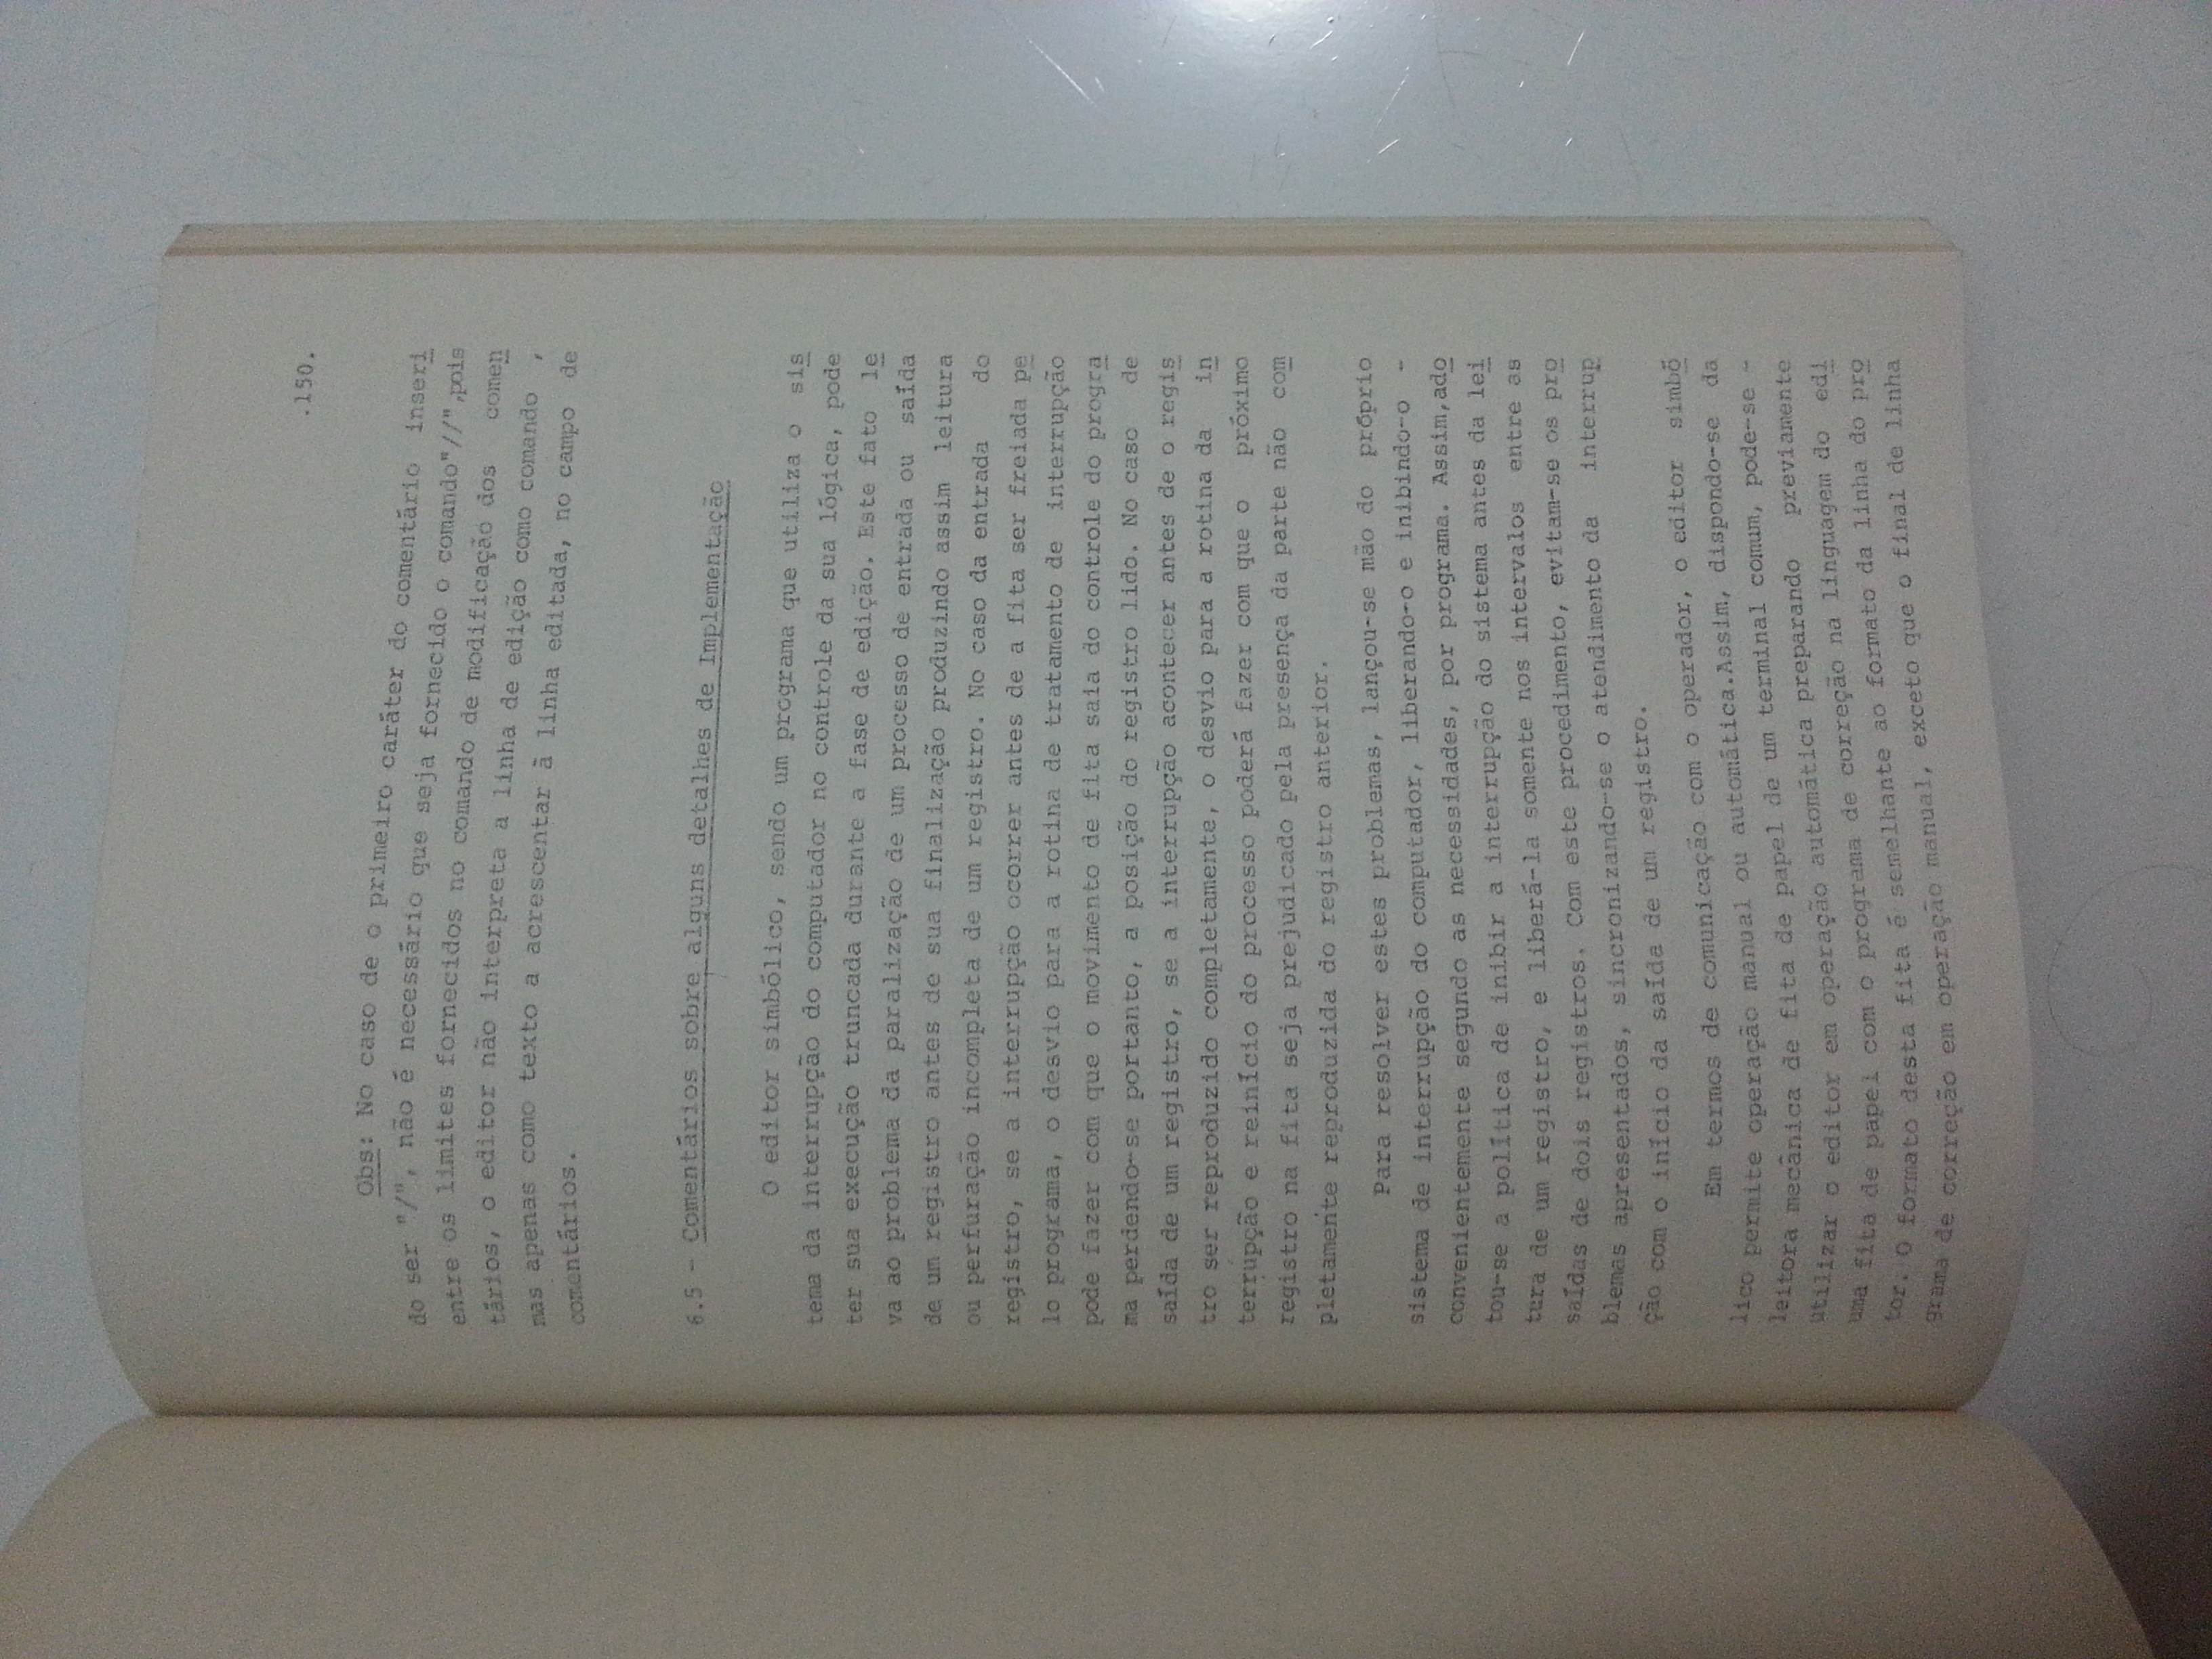 .150.
Obs: No caso de o primeiro caráter do comentário inseri
do ser "/", não é necessário que seja fornecido o comando"//",pois
entre os limites fornecidos no comando de modificação dos comen
tários, o editor não interpreta a linha de edição como comando ,
mas apenas como texto a acrescentar à linha editada, no campo de
comentários.
6.5 - Comentários sobre alguns detalhes de Implementação
O editor simbólico, sendo um programa que utiliza o sis
tema da interrupção do computador no controle da sua lógica, pode
ter sua execução truncada durante a fase de edição. Este fato le
va ao problema da paralização de um processo de entrada ou saída
de um registro antes de sua finalização produzindo assim leitura
ou perfuração incompleta de um registro. No caso da entrada do
registro, se a interrupção ocorrer antes de a fita ser freiada pe
lo programa, o desvio para a rotina de tratamento de interrupção
pode fazer com que o movimento de fita saia do controle do progra
ma perdendo-se portanto, a posição do registro lido. No caso de
saída de um registro, se a interrupção acontecer antes de o regis
tro ser reproduzido completamente, o desvio para a rotina da in
terrupção e reinício do processo poderá fazer com que o próximo
registro na fita seja prejudicado pela presença da parte não com
pletamente reproduzida do registro anterior.
Para resolver estes problemas, lançou-se mão do próprio
sistema de interrupção do computador, liberando-o e inibindo-o -
convenientemente segundo as necessidades, por programa. Assim,ado
tou-se a política de inibir a interrupção do sistema antes da lei
tura de um registro, e liberá-la somente nos intervalos entre as
saídas de dois registros. Com este procedimento, evitam-se os pro
blemas apresentados, sincronizando-se o atendimento da interrup
ção com o início da saída de um registro.
Em termos de comunicação com o operador, o editor simbó
lico permite operação manual ou automática.Assim, dispondo-se da
leitora mecânica de fita de papel de um terminal comum, pode-se -
utilizar o editor em operação automática preparando previamente
uma fita de papel com o programa de correção na linguagem do edi
tor. O formato desta fita é semelhante ao formato da linha do pro
grama de correção em operação manual, exceto que o final de linha